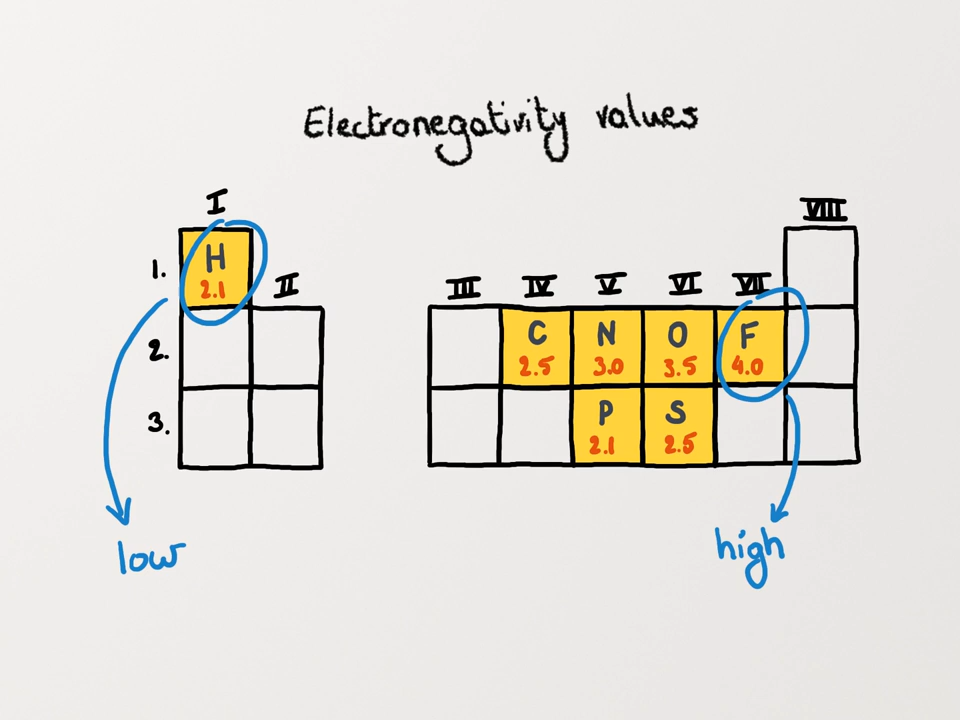 Electronegativity values
I
VIII
1. H
2.1
II
III IV V VI VII
2. C N O F
2.5 3.0 3.5 4.0
3. P S
2.1 2.5
low
high